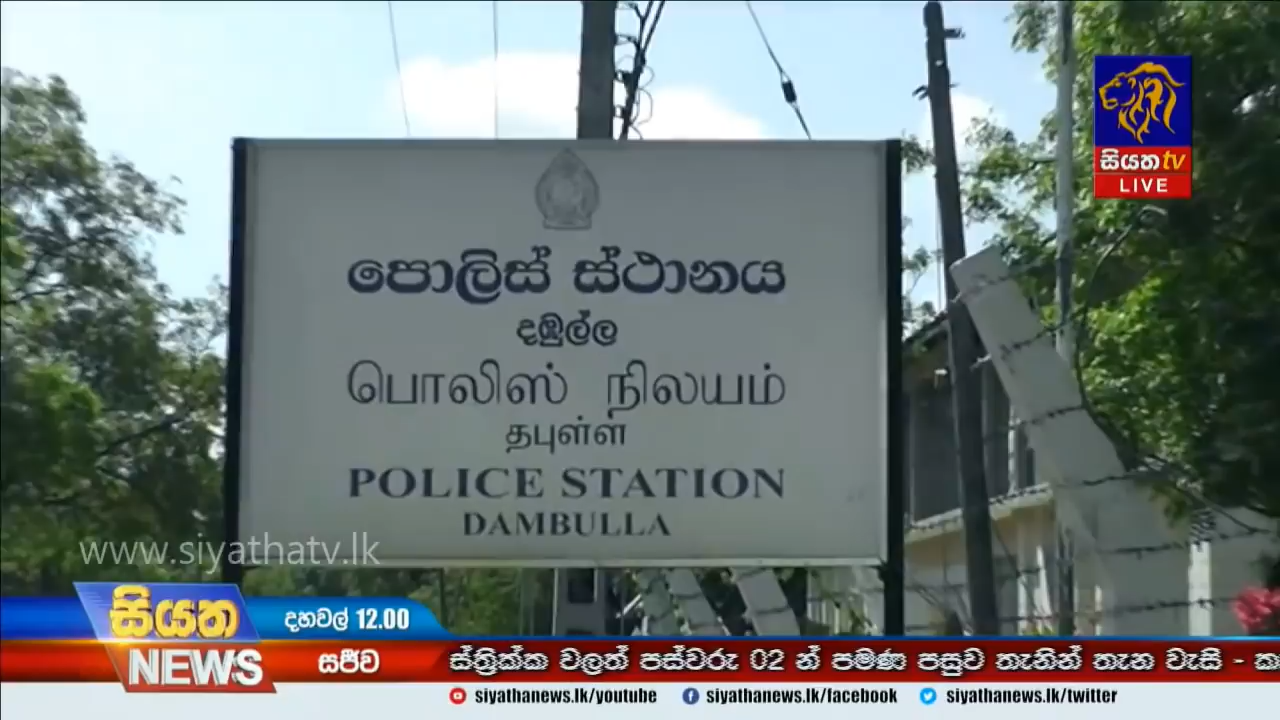 සියත tv
LIVE
පොලිස් ස්ථානය
දඹුල්ල
பொலிஸ் நிலயம்
தபுள்ள
POLICE STATION
DAMBULLA
www.siyathatv.lk
සියත
NEWS
දහවල් 12.00
සජීව
ස්ත්‍රික්ක වලත් පස්වරු 02 න් පමණ පසුව තැනින් තැන වැසි -
siyathanews.lk/youtube
siyathanews.lk/facebook
siyathanews.lk/twitter